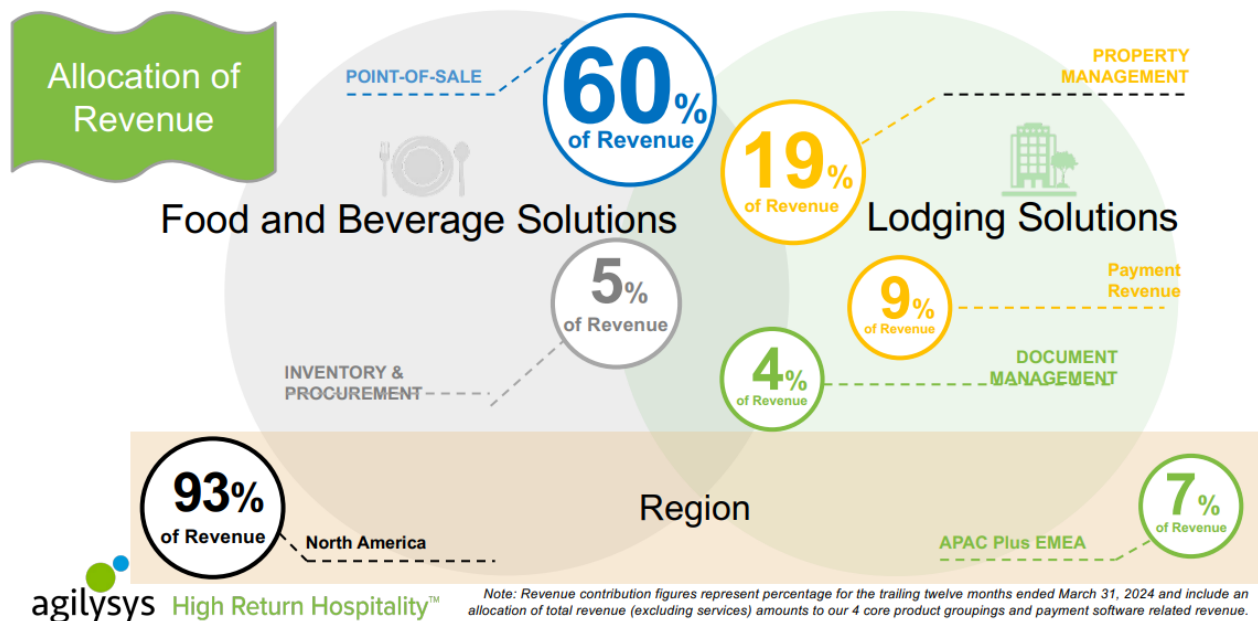 Allocation of
Revenue
POINT-OF-SALE
60%
of Revenue
PROPERTY
MANAGEMENT
19%
of Revenue
Food and Beverage Solutions
Lodging Solutions
5%
of Revenue
Payment
Revenue
9%
of Revenue
INVENTORY &
PROCUREMENT
4%
of Revenue
DOCUMENT
MANAGEMENT
93%
of Revenue
North America
Region
7%
of Revenue
APAC Plus EMEA
agilysys High Return Hospitality™
Note: Revenue contribution figures represent percentage for the trailing twelve months ended March 31, 2024 and include an
allocation of total revenue (excluding services) amounts to our 4 core product groupings and payment software related revenue.